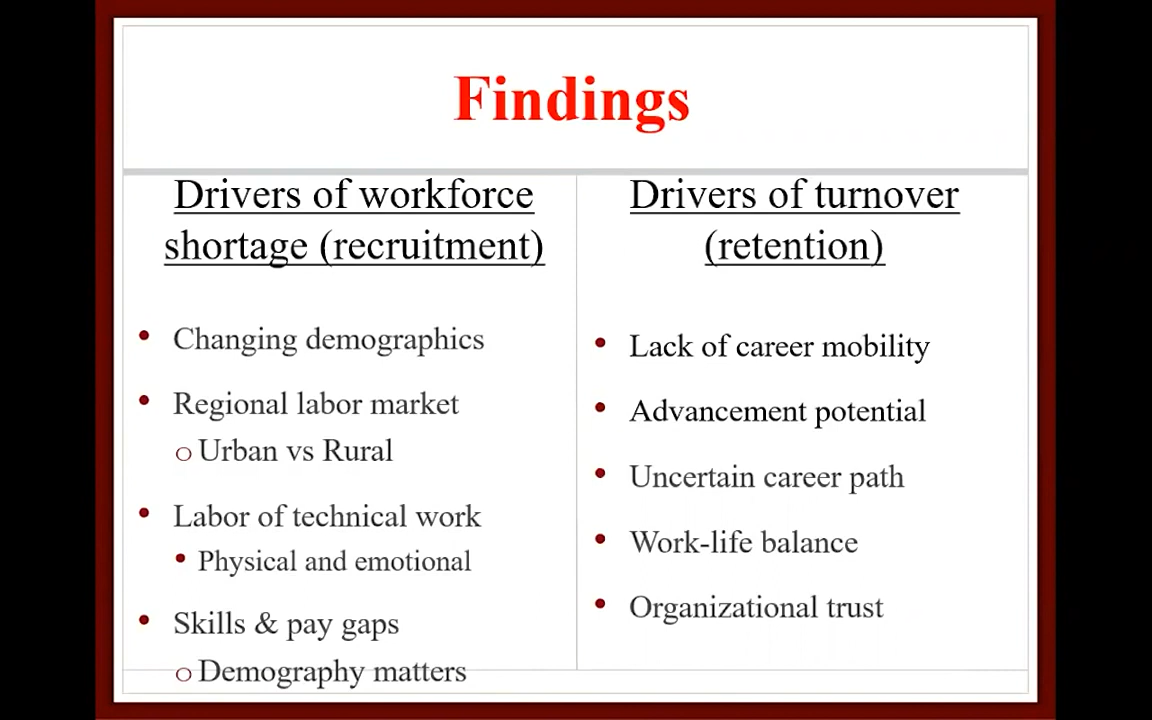 Findings
Drivers of workforce
shortage (recruitment)
• Changing demographics
• Regional labor market
o Urban vs Rural
• Labor of technical work
• Physical and emotional
• Skills & pay gaps
o Demography matters
Drivers of turnover
(retention)
• Lack of career mobility
• Advancement potential
• Uncertain career path
• Work-life balance
• Organizational trust